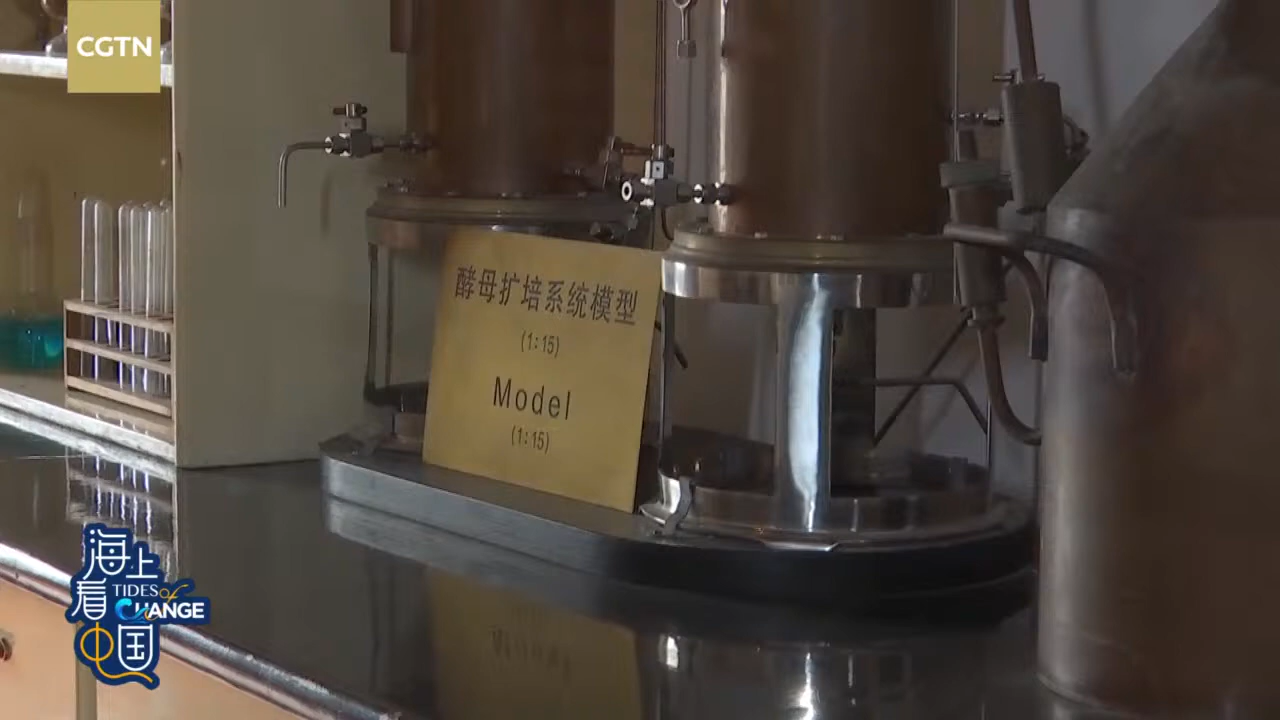 CGTN
酵母扩培系统模型
(1:15)
Model
(1:15)
海上
看
TIDES of
CHANGE
中国